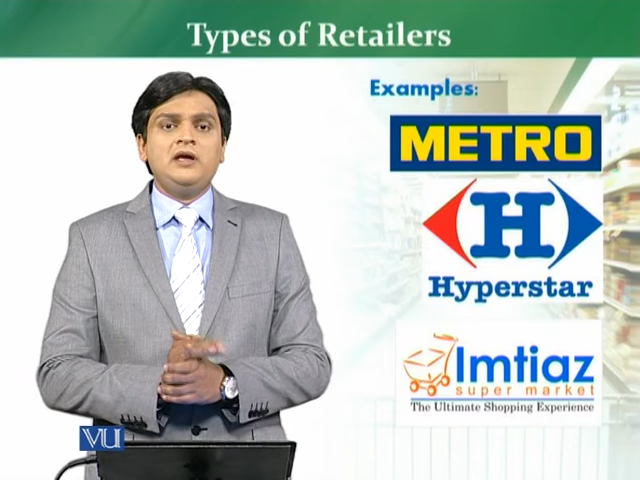 Types of Retailers
Examples:
METRO
H
Hyperstar
Imtiaz
super market
The Ultimate Shopping Experience
VU